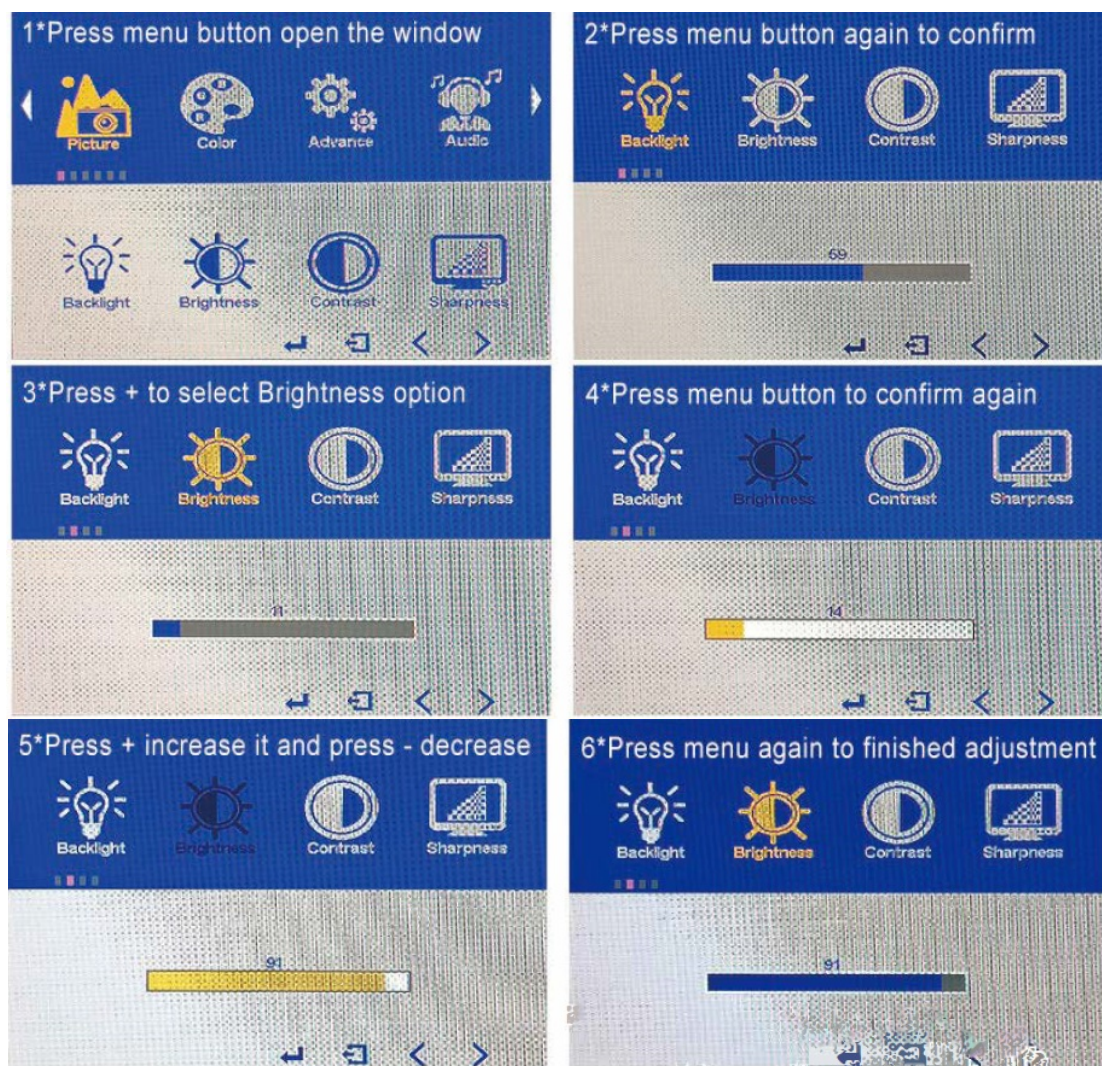 1*Press menu button open the window
Picture Color Advance Audio
Backlight Brightness Contrast Sharpness
2*Press menu button again to confirm
Backlight Brightness Contrast Sharpness
59
3*Press + to select Brightness option
Backlight Brightness Contrast Sharpness
11
4*Press menu button to confirm again
Backlight Brightness Contrast Sharpness
14
5*Press + increase it and press - decrease
Backlight Brightness Contrast Sharpness
91
6*Press menu again to finished adjustment
Backlight Brightness Contrast Sharpness
91